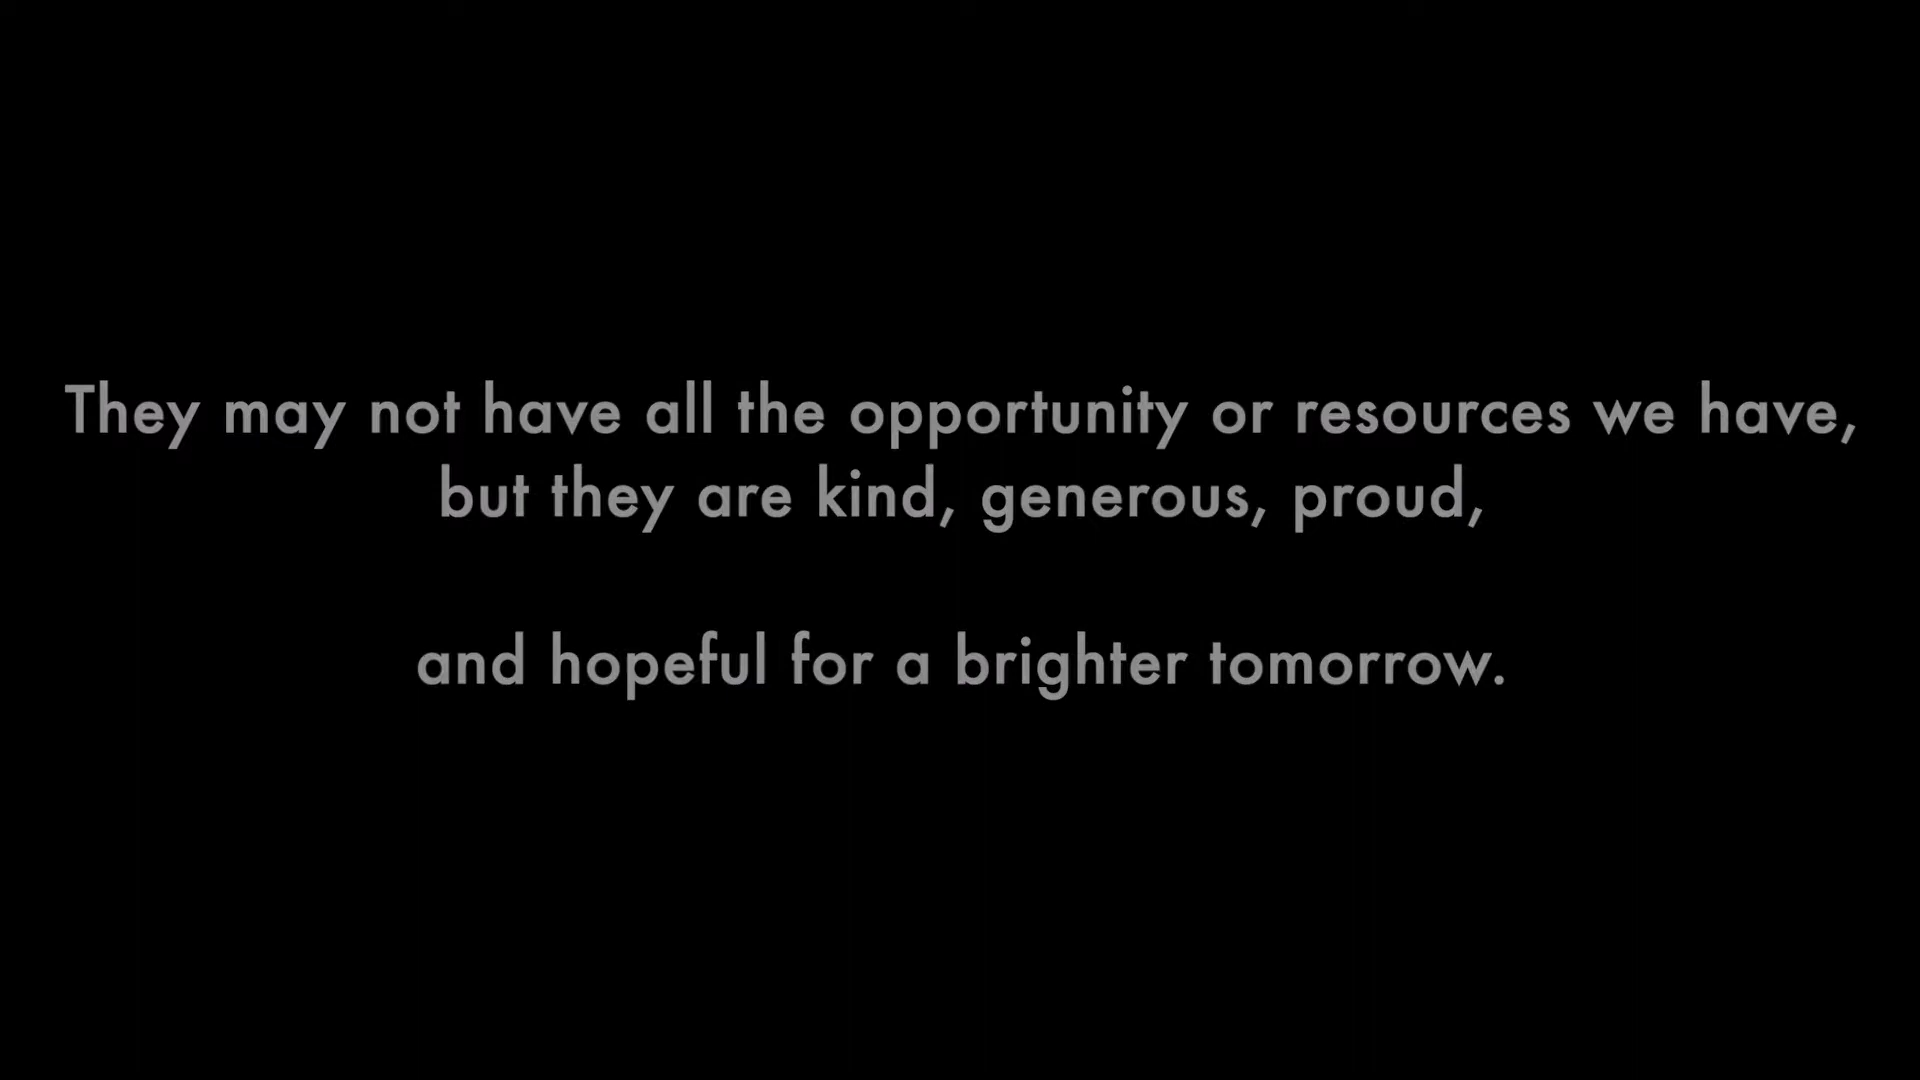 They may not have all the opportunity or resources we have,
but they are kind, generous, proud,
and hopeful for a brighter tomorrow.